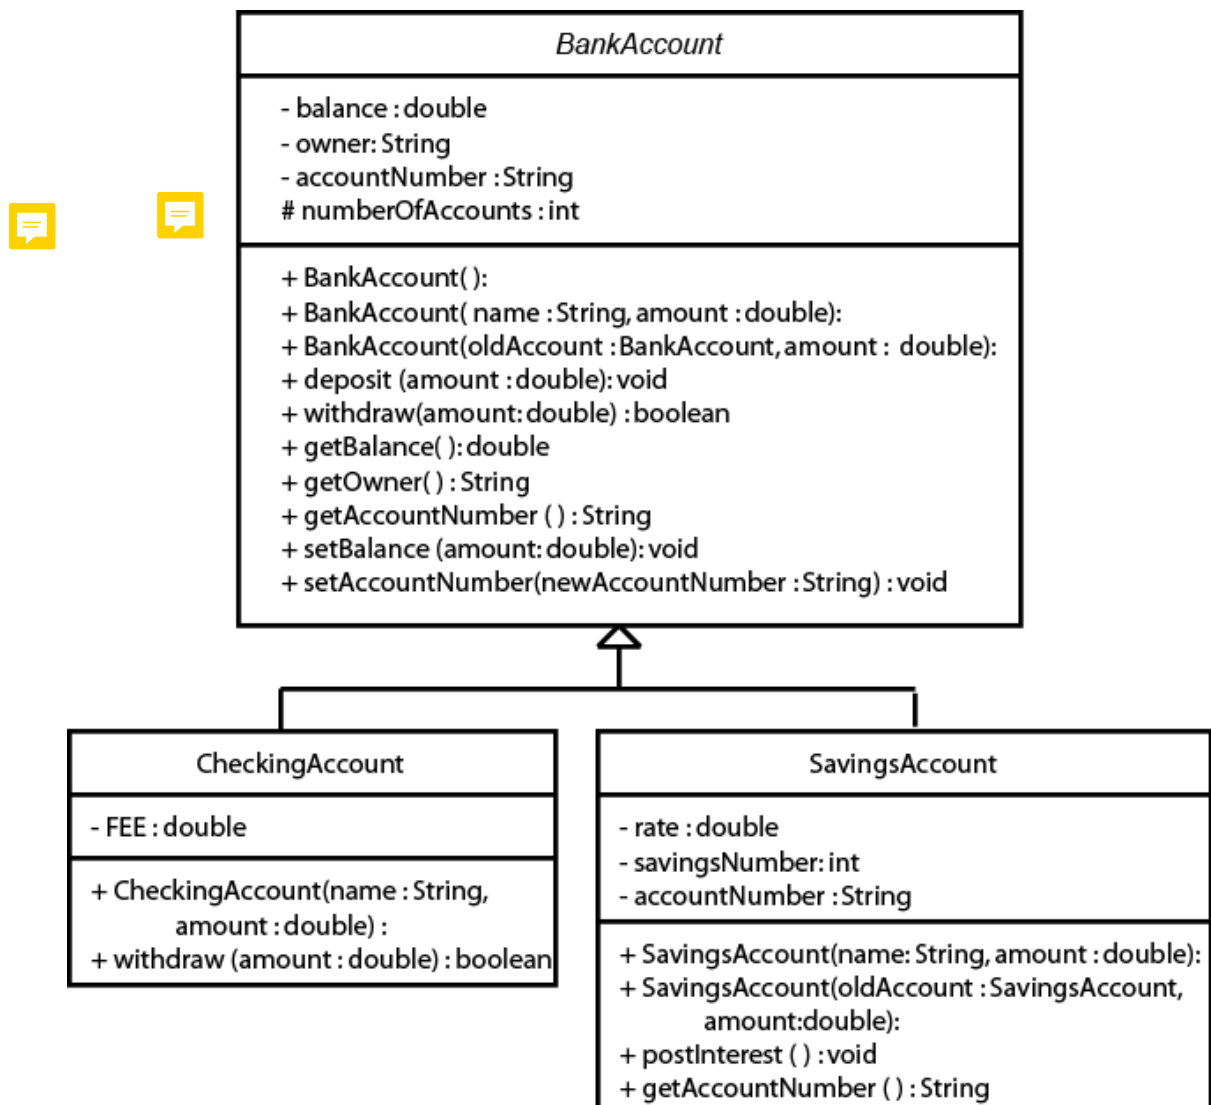 BankAccount
- balance : double
- owner: String
- accountNumber : String
# numberOfAccounts : int
+ BankAccount( ):
+ BankAccount( name : String, amount : double):
+ BankAccount(oldAccount : BankAccount, amount : double):
+ deposit (amount : double): void
+ withdraw(amount: double) : boolean
+ getBalance( ): double
+ getOwner( ) : String
+ getAccountNumber ( ) : String
+ setBalance (amount: double): void
+ setAccountNumber(newAccountNumber : String) : void
CheckingAccount
- FEE : double
+ CheckingAccount(name : String,
amount : double) :
+ withdraw (amount : double) : boolean
SavingsAccount
- rate : double
- savingsNumber: int
- accountNumber : String
+ SavingsAccount(name: String, amount : double):
+ SavingsAccount(oldAccount : SavingsAccount,
amount:double):
+ postInterest ( ) : void
+ getAccountNumber ( ) : String